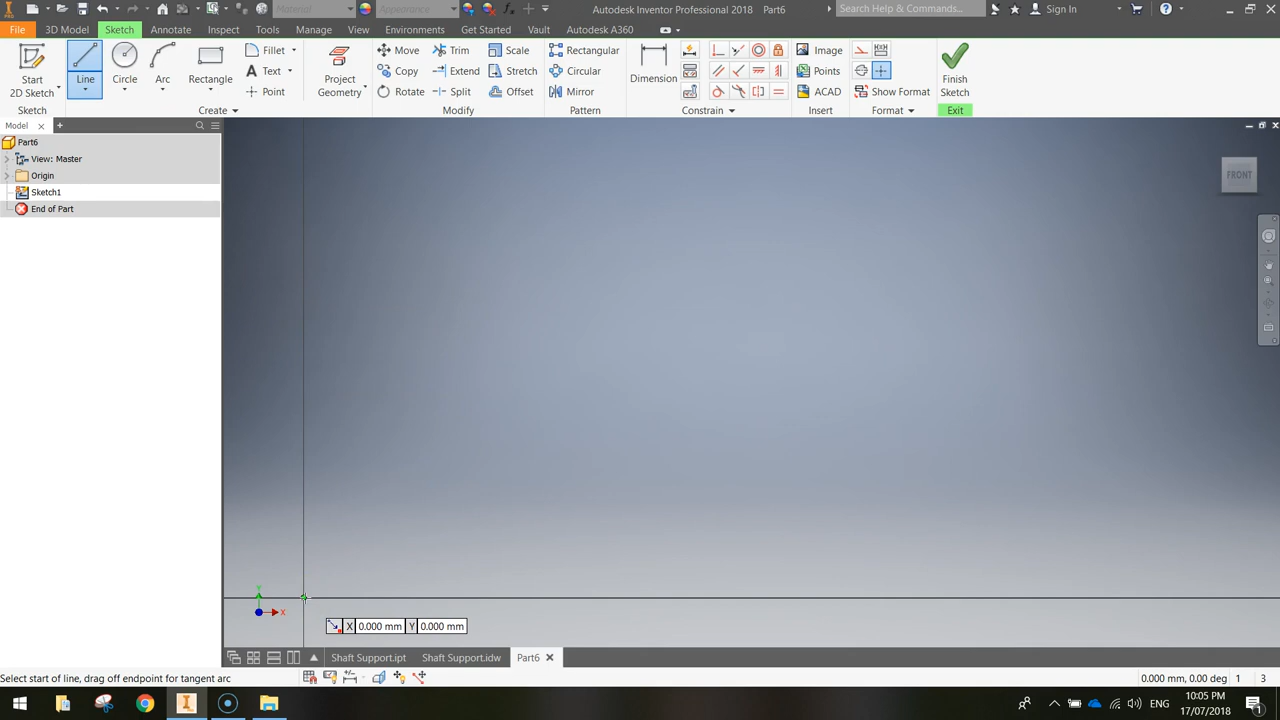 Material
Appearance
Autodesk Inventor Professional 2018 Part6
Search Help & Commands...
Sign In
File
3D Model
Sketch
Annotate
Inspect
Tools
Manage
View
Environments
Get Started
Vault
Autodesk A360
Start
2D Sketch
Line
Circle
Arc
Rectangle
Fillet
Text
Point
Project
Geometry
Move
Copy
Rotate
Trim
Extend
Split
Scale
Stretch
Offset
Rectangular
Circular
Mirror
Dimension
Image
Points
ACAD
Show Format
Finish
Sketch
Sketch
Create
Modify
Pattern
Constrain
Insert
Format
Exit
Model
Part6
View: Master
Origin
Sketch1
End of Part
FRONT
X
X 0.000 mm Y 0.000 mm
Shaft Support.ipt
Shaft Support.idw
Part6
Select start of line, drag off endpoint for tangent arc
0.000 mm, 0.00 deg 1 3
ENG
10:05 PM
17/07/2018